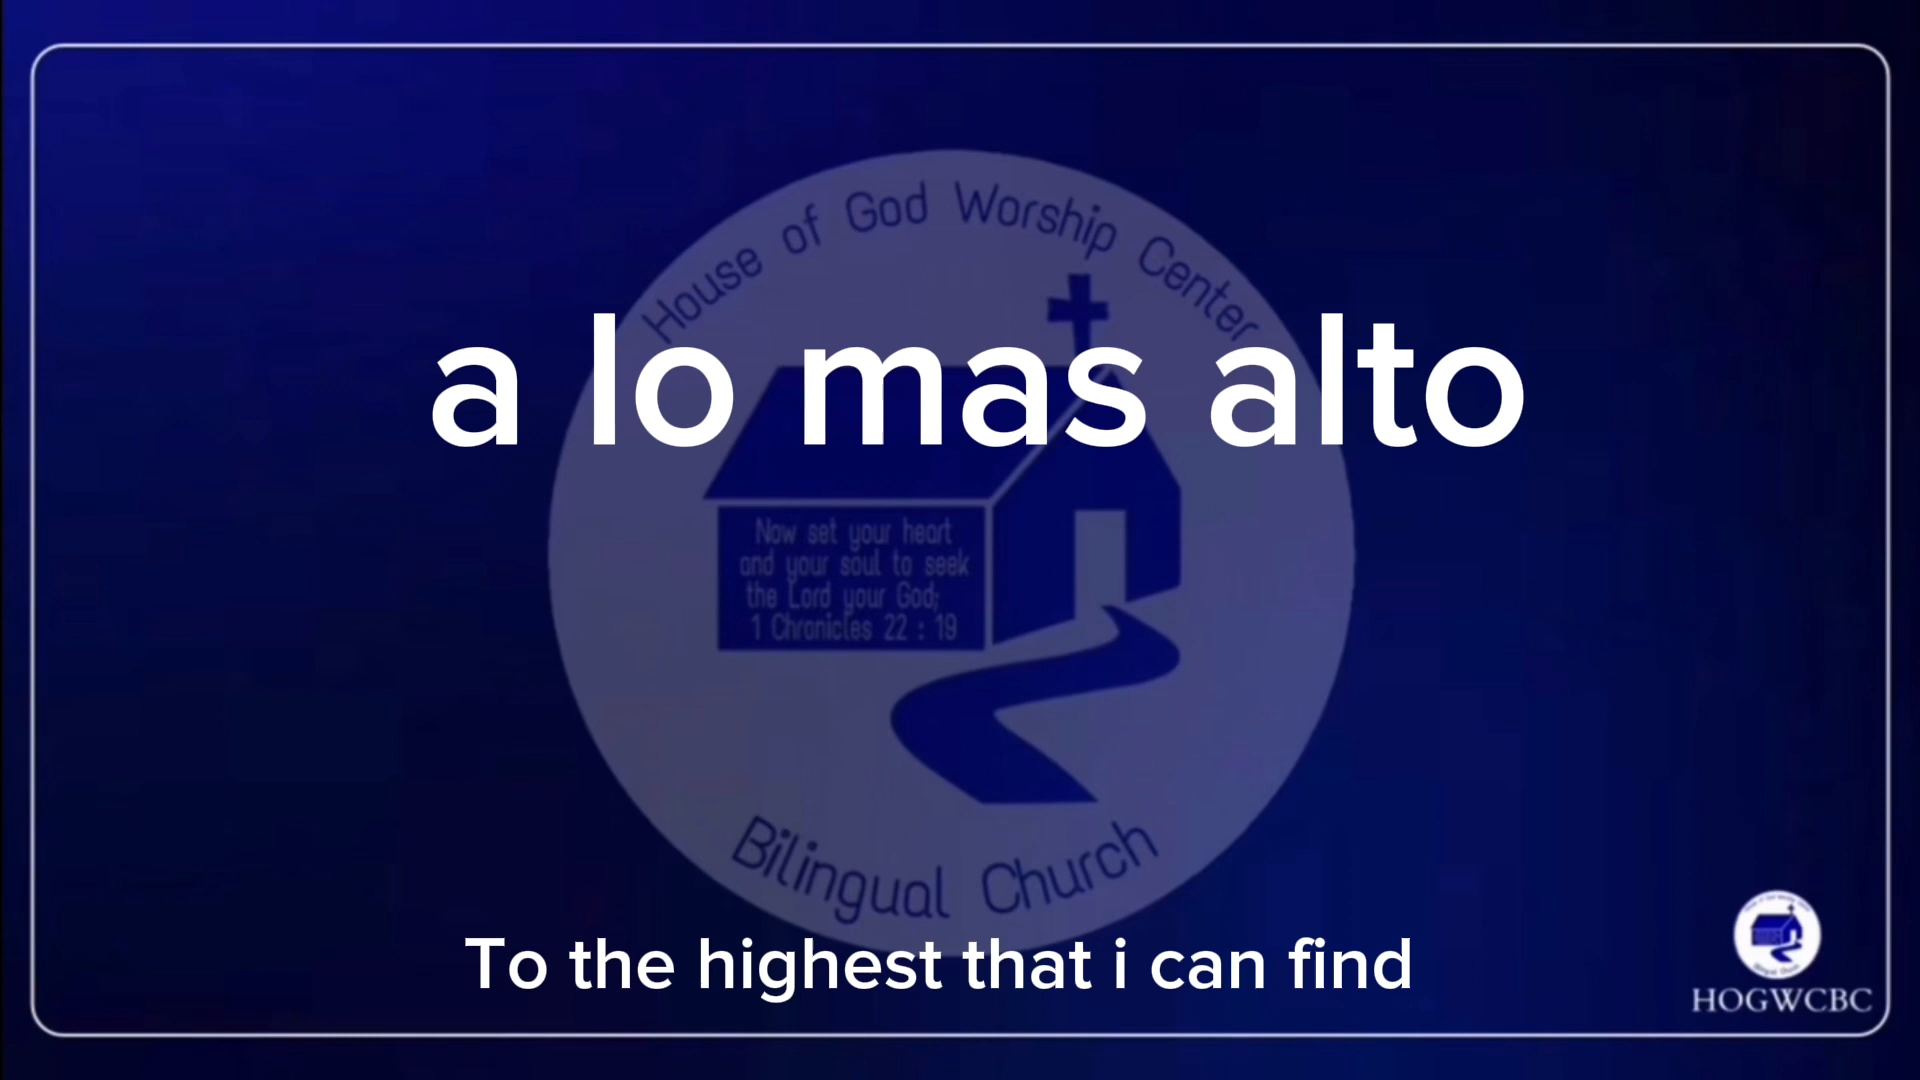 House of God Worship Center
a lo mas alto
Now set your heart
and your soul to seek
the Lord your God;
1 Chronicles 22 : 19
Bilingual Church
To the highest that i can find
HOGWCBC